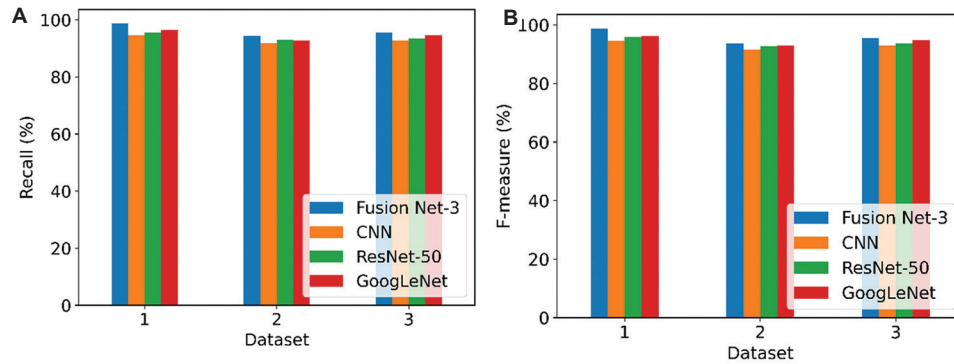 A
Recall (%)
100
80
60
40
20
0
1
2
3
Dataset
Fusion Net-3
CNN
ResNet-50
GoogLeNet
B
F-measure (%)
100
80
60
40
20
0
1
2
3
Dataset
Fusion Net-3
CNN
ResNet-50
GoogLeNet